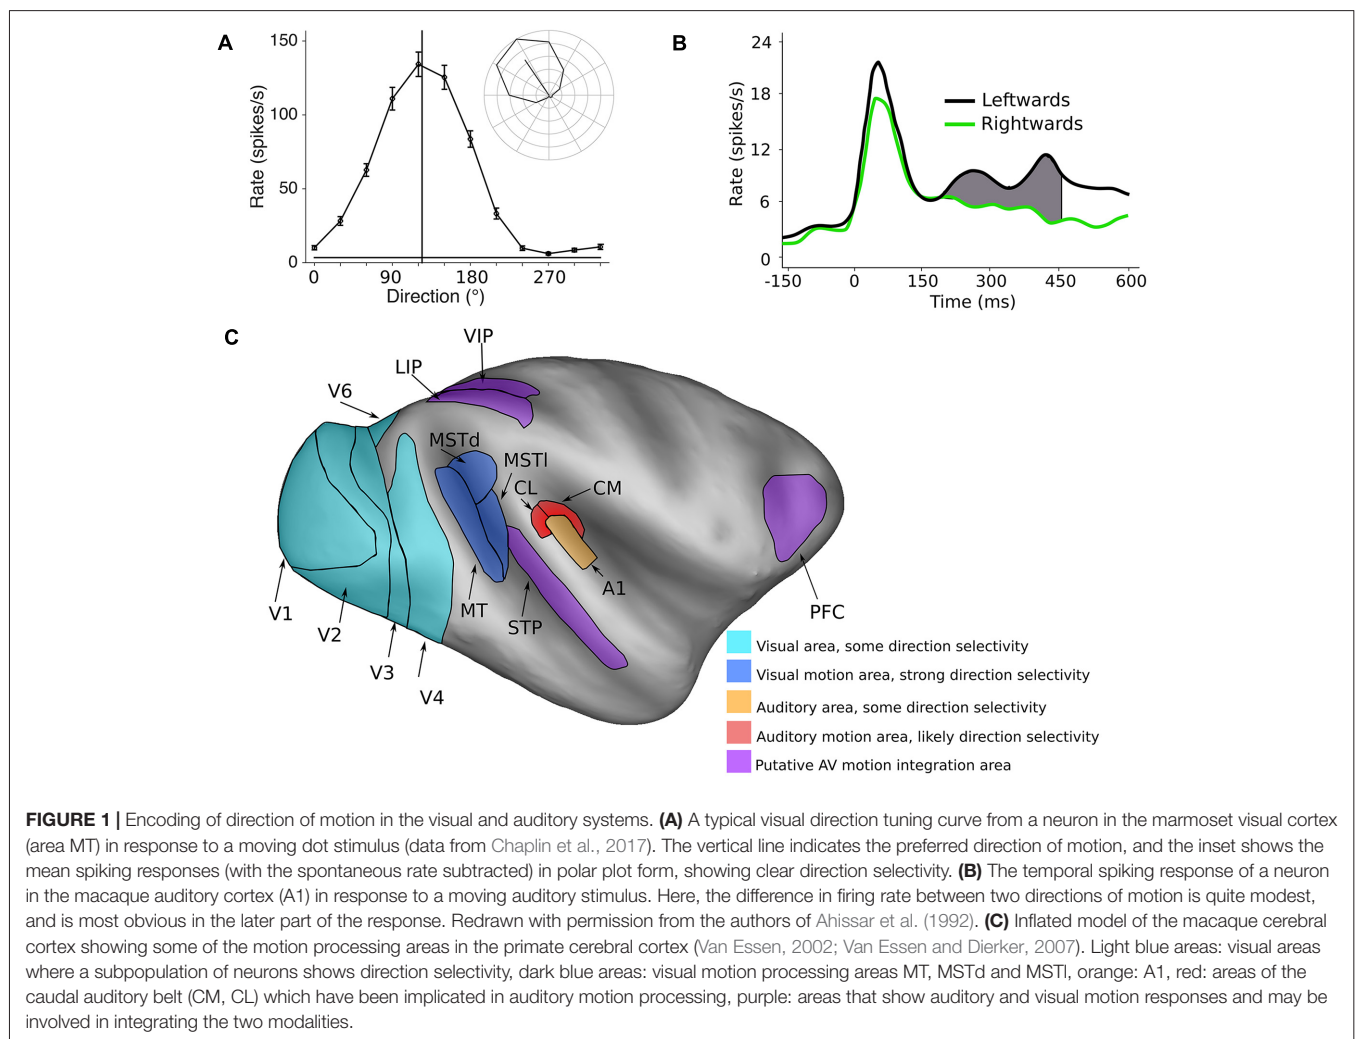 A
150
100
50
0
Rate (spikes/s)
0 90 180 270
Direction (°)
B
24
18
12
6
0
Rate (spikes/s)
Leftwards
Rightwards
-150 0 150 300 450 600
Time (ms)
C
VIP
LIP
V6
MSTd
MSTl
CL
CM
A1
V1
V2
MT
STP
PFC
V3
V4
Visual area, some direction selectivity
Visual motion area, strong direction selectivity
Auditory area, some direction selectivity
Auditory motion area, likely direction selectivity
Putative AV motion integration area
FIGURE 1 | Encoding of direction of motion in the visual and auditory systems. (A) A typical visual direction tuning curve from a neuron in the marmoset visual cortex
(area MT) in response to a moving dot stimulus (data from Chaplin et al., 2017). The vertical line indicates the preferred direction of motion, and the inset shows the
mean spiking responses (with the spontaneous rate subtracted) in polar plot form, showing clear direction selectivity. (B) The temporal spiking response of a neuron
in the macaque auditory cortex (A1) in response to a moving auditory stimulus. Here, the difference in firing rate between two directions of motion is quite modest,
and is most obvious in the later part of the response. Redrawn with permission from the authors of Ahissar et al. (1992). (C) Inflated model of the macaque cerebral
cortex showing some of the motion processing areas in the primate cerebral cortex (Van Essen, 2002; Van Essen and Dierker, 2007). Light blue areas: visual areas
where a subpopulation of neurons shows direction selectivity, dark blue areas: visual motion processing areas MT, MSTd and MSTl, orange: A1, red: areas of the
caudal auditory belt (CM, CL) which have been implicated in auditory motion processing, purple: areas that show auditory and visual motion responses and may be
involved in integrating the two modalities.